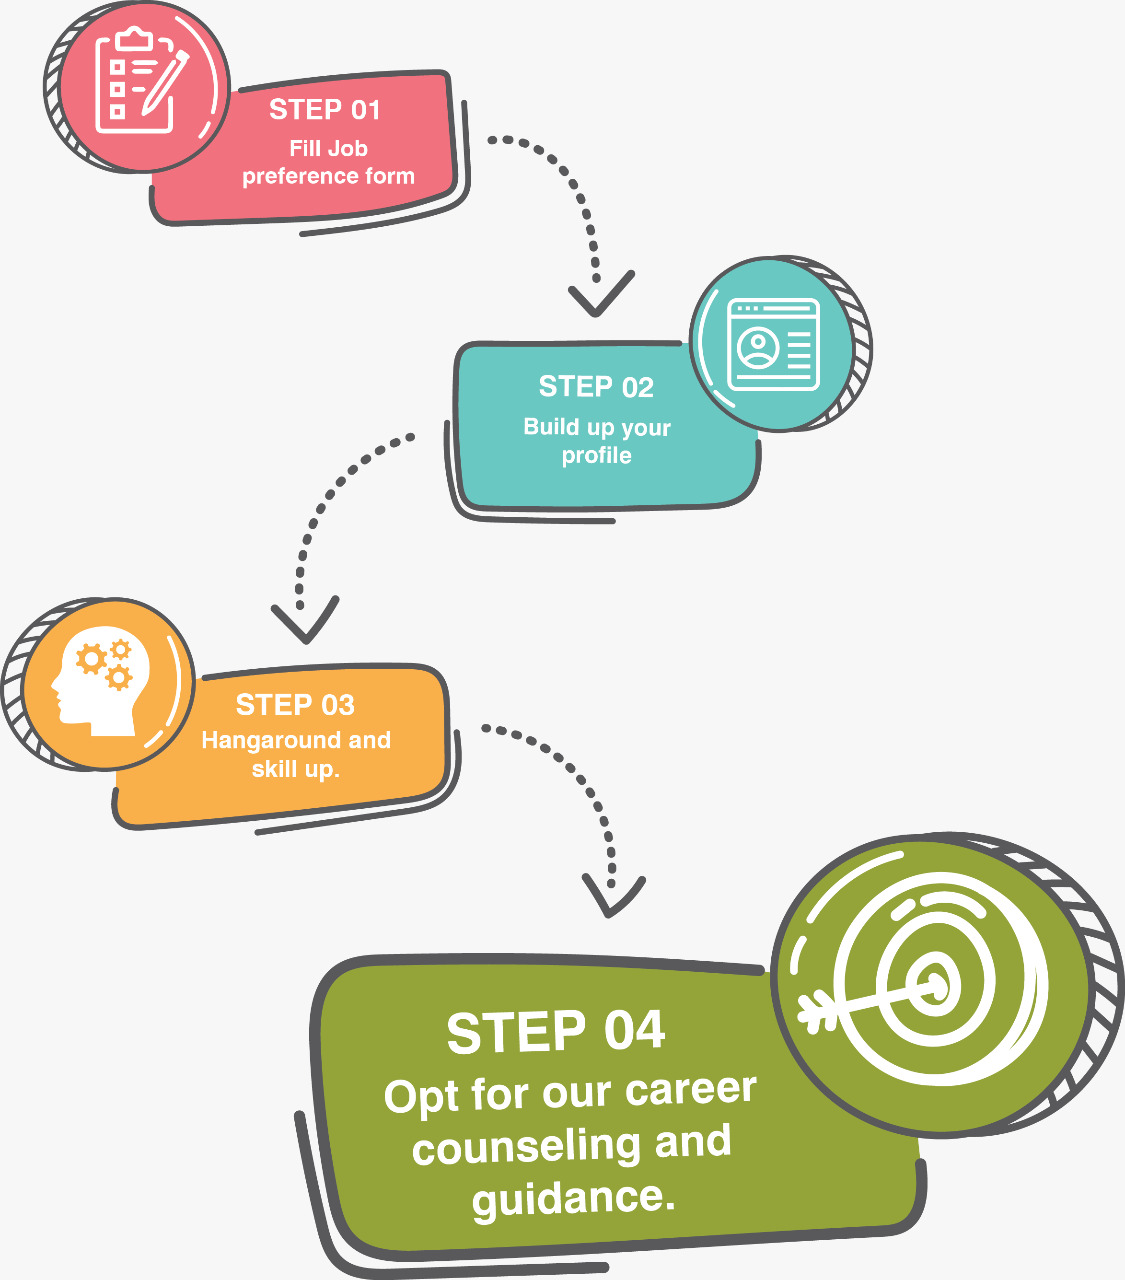 STEP 01
Fill Job
preference form
STEP 02
Build up your
profile
STEP 03
Hangaround and
skill up.
STEP 04
Opt for our career
counseling and
guidance.